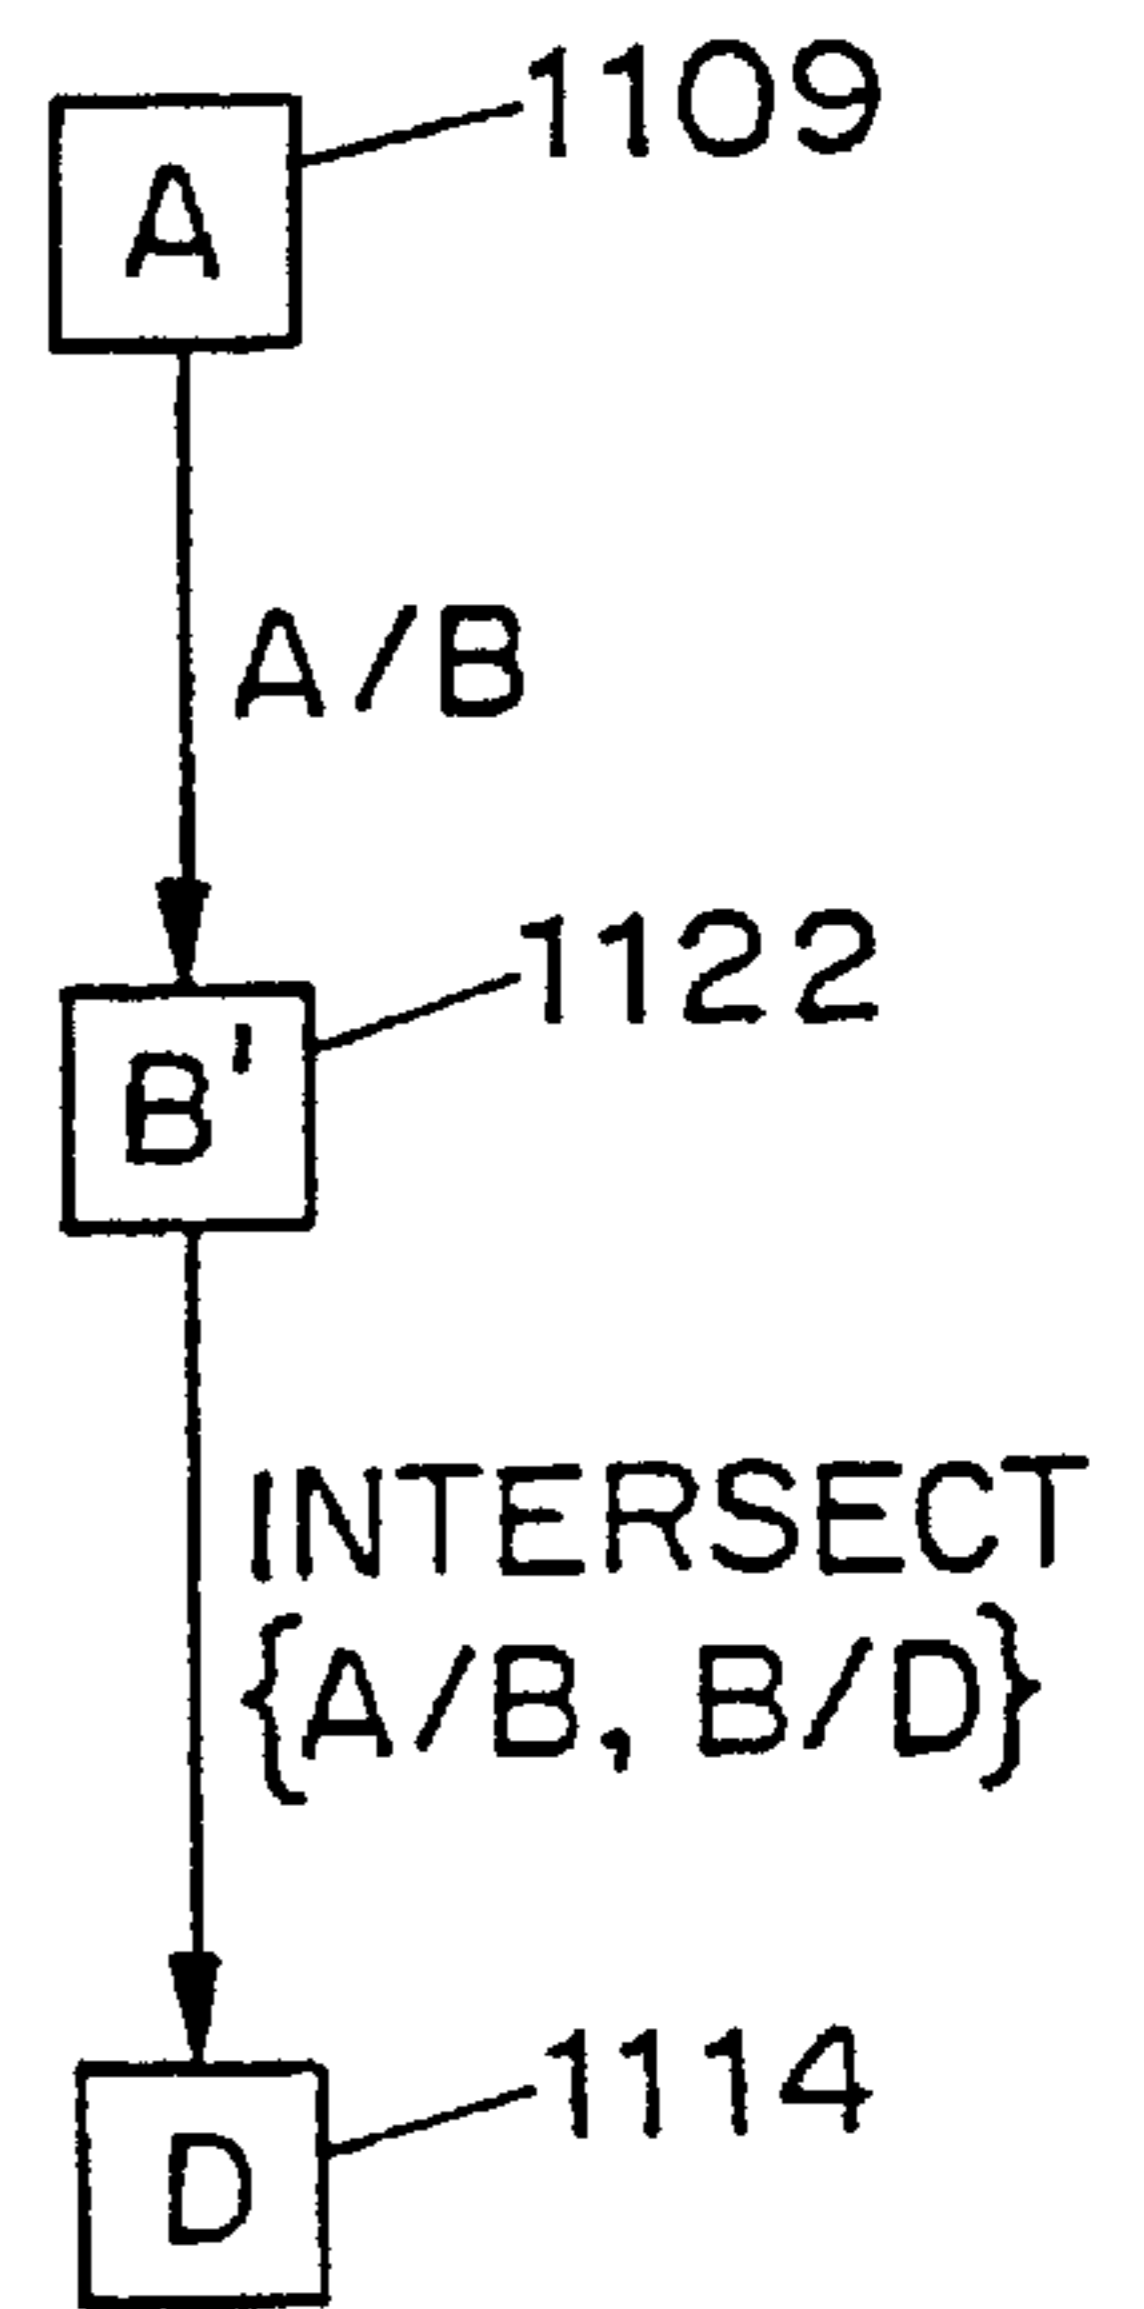 1109
A
A/B
1122
B'
INTERSECT
{A/B, B/D}
1114
D